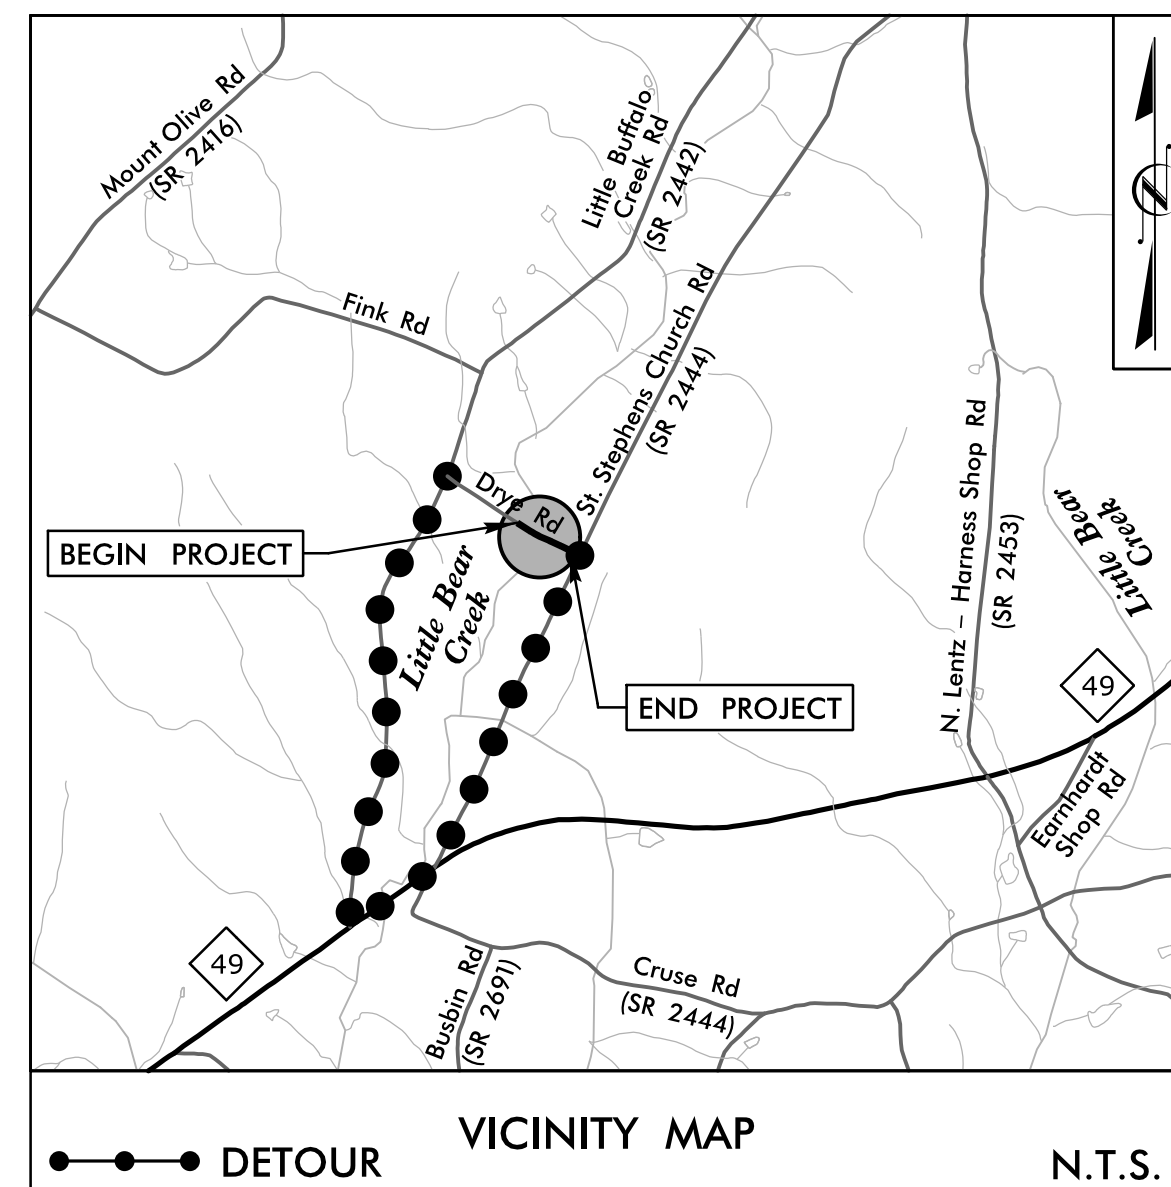 Mount Olive Rd
(SR 2416)
Little Buffalo
Creek Rd
(SR 2442)
N
Fink Rd
St. Stephens Church Rd
(SR 2444)
Drye Rd
BEGIN PROJECT
Little Bear
Creek
END PROJECT
N. Lentz – Harness Shop Rd
(SR 2453)
Little Bear
Creek
49
Earnhardt
Shop Rd
49
Busbin Rd
(SR 2691)
Cruse Rd
(SR 2444)
VICINITY MAP
DETOUR
N.T.S.